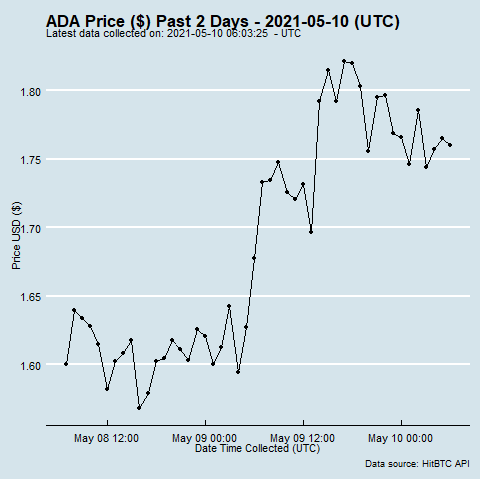 ADA Price ($) Past 2 Days - 2021-05-10 (UTC)
Latest data collected on: 2021-05-10 06:03:25 - UTC
1.80
1.75
1.70
1.65
1.60
Price USD ($)
May 08 12:00 May 09 00:00 May 09 12:00 May 10 00:00
Date Time Collected (UTC)
Data source: HitBTC API